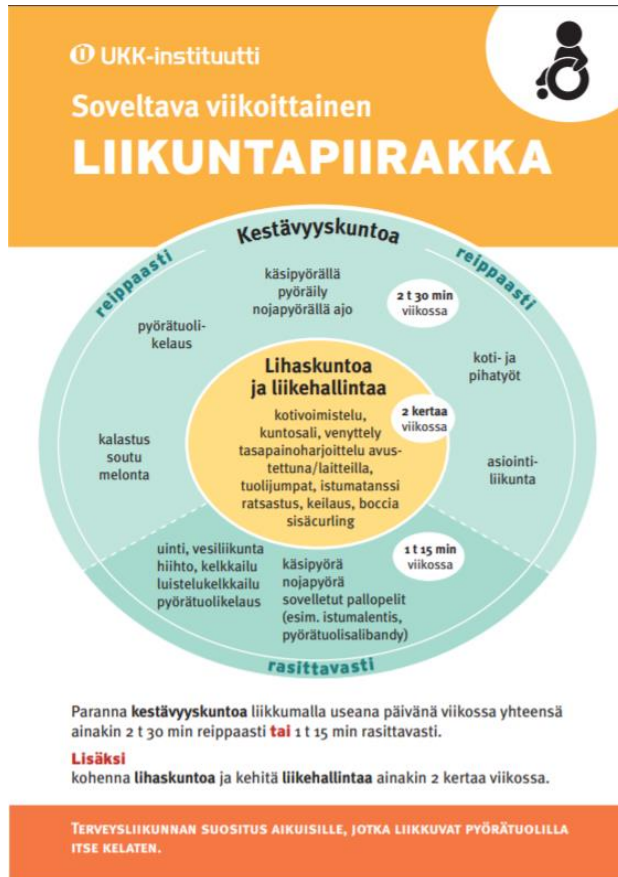 UKK-instituutti
Soveltava viikoittainen
LIIKUNTAPIIRAKKA
Kestävyyskuntoa
reippaasti
reippaasti
käsipyörällä
pyöräily
nojapyörällä ajo
2 t 30 min
viikossa
pyörätuoli-
kelaus
koti- ja
pihatyöt
Lihaskuntoa
ja liikehallintaa
2 kertaa
viikossa
kotivoimistelu,
kuntosali, venyttely
tasapainoharjoittelu avus-
tettuna/laitteilla,
tuolijumpat, istumatanssi
ratsastus, keilaus, boccia
sisäcurling
kalastus
soutu
melonta
asiointi-
liikunta
uinti, vesiliikunta
hiihto, kelkkailu
luistelukelkkailu
pyörätuolikelaus
käsipyörä
nojapyörä
sovelletut pallopelit
(esim. istumalentis,
pyörätuolisalibandy)
1 t 15 min
viikossa
rasittavasti
Paranna kestävyyskuntoa liikkumalla useana päivänä viikossa yhteensä
ainakin 2 t 30 min reippaasti tai 1 t 15 min rasittavasti.
Lisäksi
kohenna lihaskuntoa ja kehitä liikehallintaa ainakin 2 kertaa viikossa.
TERVEYSLIIKUNNAN SUOSITUS AIKUISILLE, JOTKA LIIKKUVAT PYÖRÄTUOLILLA
ITSE KELATEN.